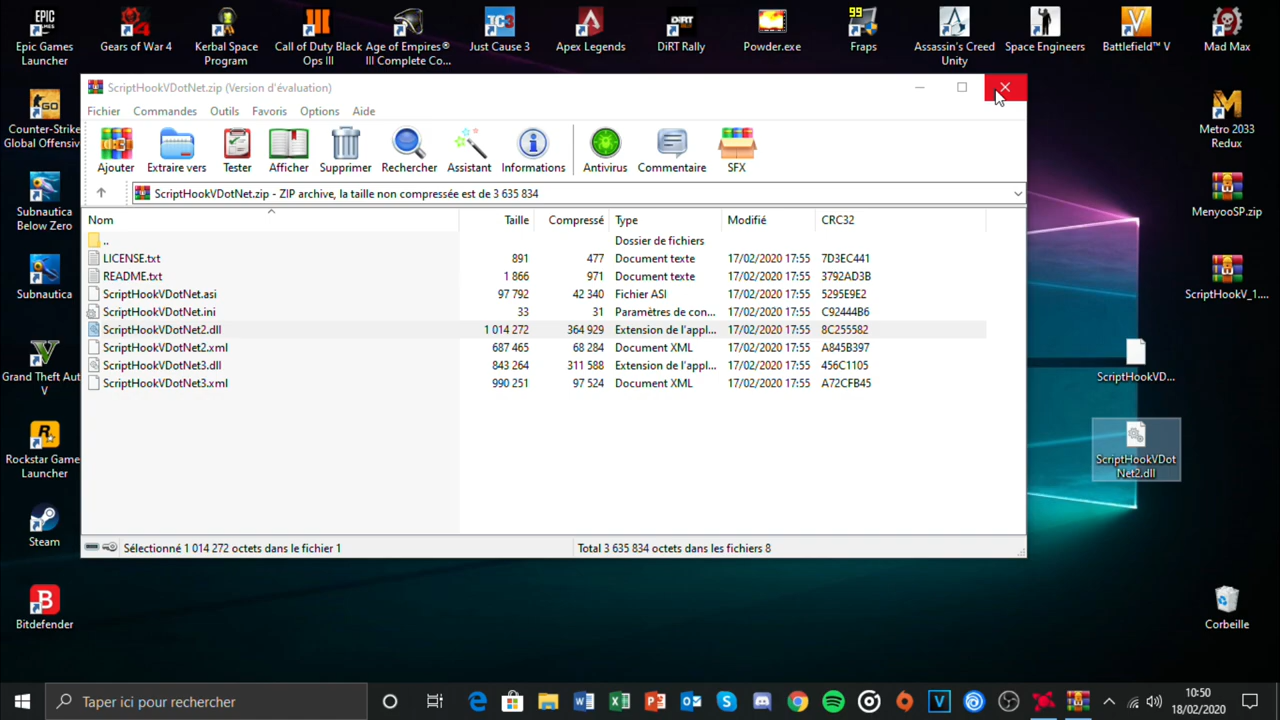 Epic Games
Launcher
Gears of War 4
Kerbal Space
Program
Call of Duty Black
Ops III
Age of Empires®
III Complete Co...
Just Cause 3
Apex Legends
DiRT Rally
Powder.exe
99
Fraps
Assassin's Creed
Unity
Space Engineers
Battlefield™ V
Mad Max
Counter-Strike
Global Offensiv
Subnautica
Below Zero
Subnautica
Grand Theft Aut
V
Rockstar Game
Launcher
Steam
Bitdefender
ScriptHookVDotNet.zip (Version d'évaluation)
Fichier Commandes Outils Favoris Options Aide
Ajouter Extraire vers Tester Afficher Supprimer Rechercher Assistant Informations Antivirus Commentaire SFX
ScriptHookVDotNet.zip - ZIP archive, la taille non compressée est de 3 635 834
Nom Taille Compressé Type Modifié CRC32
.. Dossier de fichiers
LICENSE.txt 891 477 Document texte 17/02/2020 17:55 7D3EC441
README.txt 1 866 971 Document texte 17/02/2020 17:55 3792AD3B
ScriptHookVDotNet.asi 97 792 42 340 Fichier ASI 17/02/2020 17:55 5295E9E2
ScriptHookVDotNet.ini 33 31 Paramètres de con... 17/02/2020 17:55 C92444B6
ScriptHookVDotNet2.dll 1 014 272 364 929 Extension de l'appl... 17/02/2020 17:55 8C255582
ScriptHookVDotNet2.xml 687 465 68 284 Document XML 17/02/2020 17:55 A845B397
ScriptHookVDotNet3.dll 843 264 311 588 Extension de l'appl... 17/02/2020 17:55 456C1105
ScriptHookVDotNet3.xml 990 251 97 524 Document XML 17/02/2020 17:55 A72CFB45
Sélectionné 1 014 272 octets dans le fichier 1 Total 3 635 834 octets dans les fichiers 8
Metro 2033
Redux
MenyooSP.zip
ScriptHookV_1....
ScriptHookVD...
ScriptHookVDot
Net2.dll
Corbeille
Taper ici pour rechercher
10:50
18/02/2020